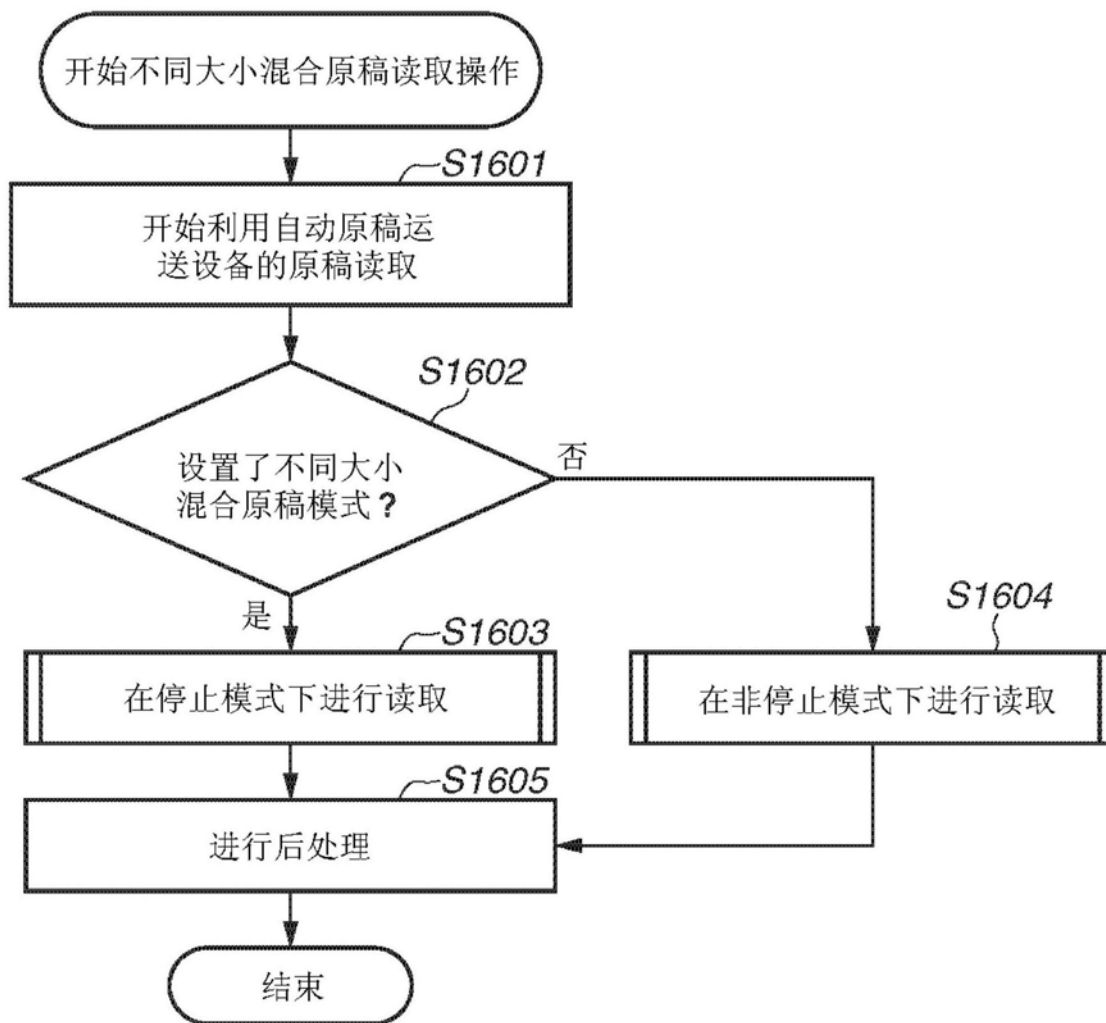 开始不同大小混合原稿读取操作
S1601
开始利用自动原稿运
送设备的原稿读取
S1602
设置了不同大小
混合原稿模式?
否
是
S1603
在停止模式下进行读取
S1604
在非停止模式下进行读取
S1605
进行后处理
结束